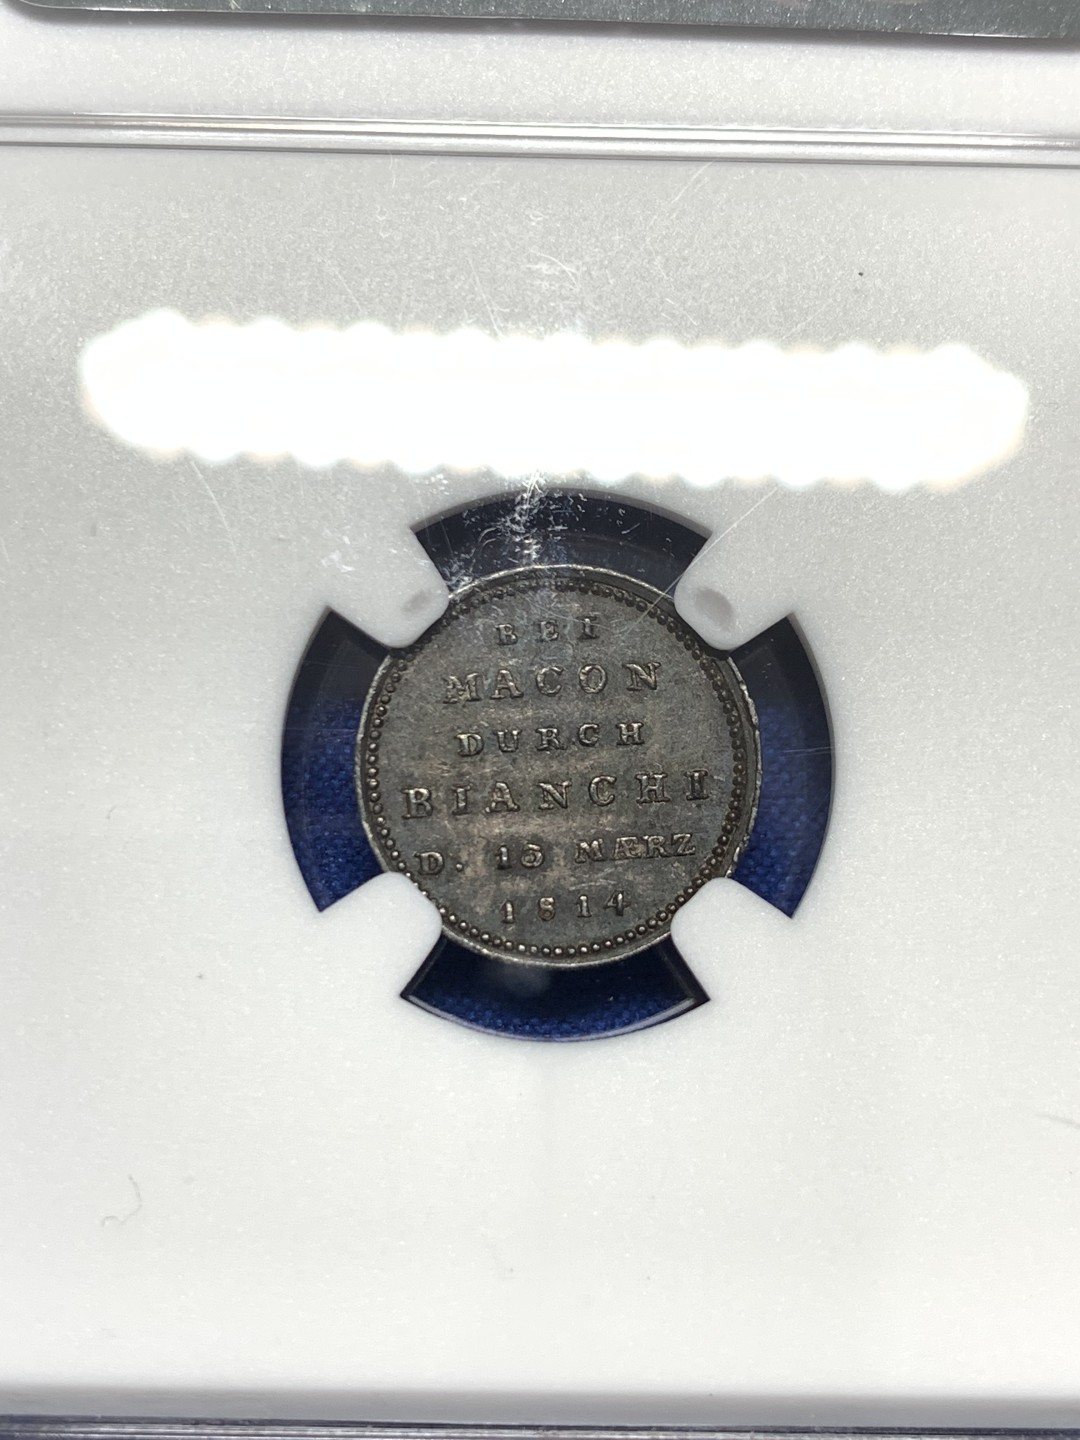 BEI
MACON
DURCH
BIANCHI
D. 15 MÆRZ
1814